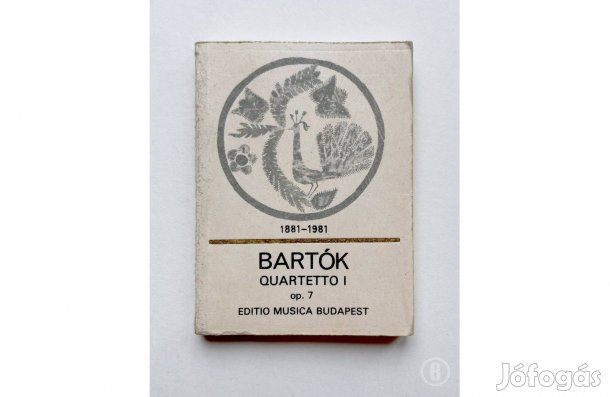 1881–1981
BARTÓK
QUARTETTO I
op. 7
EDITIO MUSICA BUDAPEST
R
Jófogás